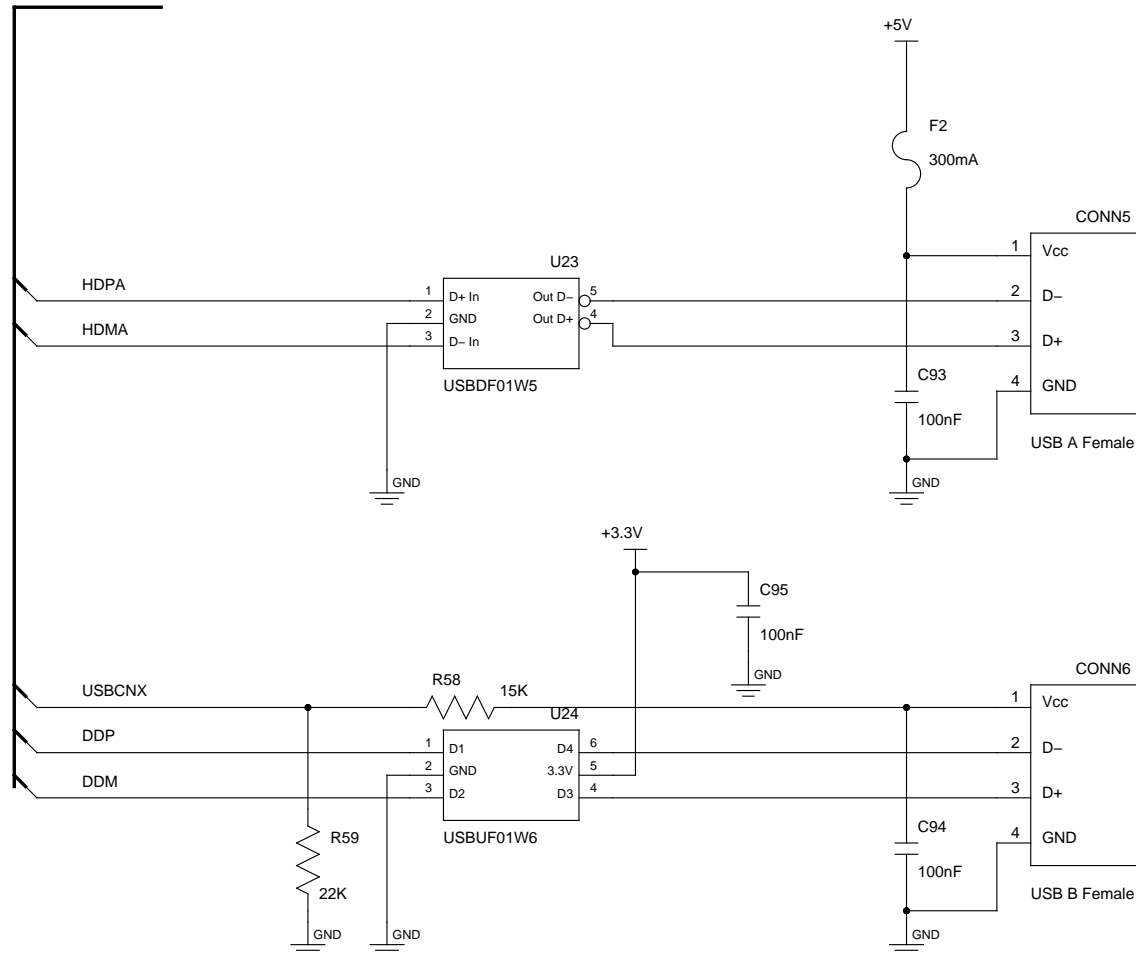 +5V
F2
300mA
CONN5
1 Vcc
U23
HDPA
1 D+ In Out D− 5
2 D−
2 GND Out D+ 4
HDMA
3 D− In
3 D+
USBDF01W5
C93
4 GND
100nF
USB A Female
GND
GND
+3.3V
C95
100nF
GND
CONN6
R58
15K
USBCNX
1 Vcc
U24
DDP
1 D1 D4 6
2 D−
2 GND 3.3V 5
DDM
3 D2 D3 4
3 D+
USBUF01W6
R59
C94
4 GND
100nF
22K
USB B Female
GND
GND
GND